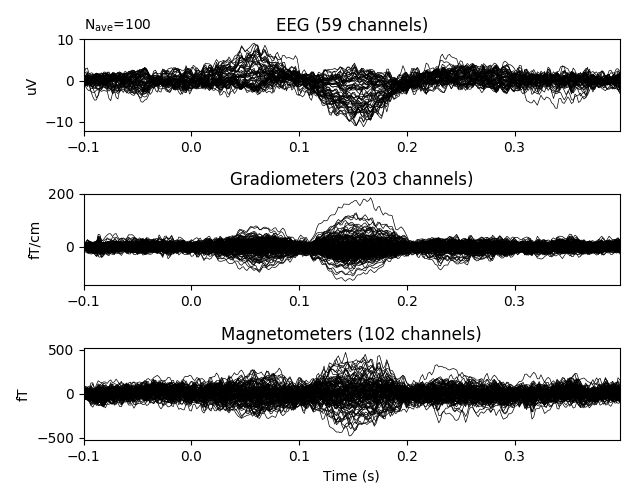 N_ave=100
EEG (59 channels)
10
0
−10
uV
−0.1 0.0 0.1 0.2 0.3
Gradiometers (203 channels)
200
0
fT/cm
−0.1 0.0 0.1 0.2 0.3
Magnetometers (102 channels)
500
0
−500
fT
−0.1 0.0 0.1 0.2 0.3
Time (s)